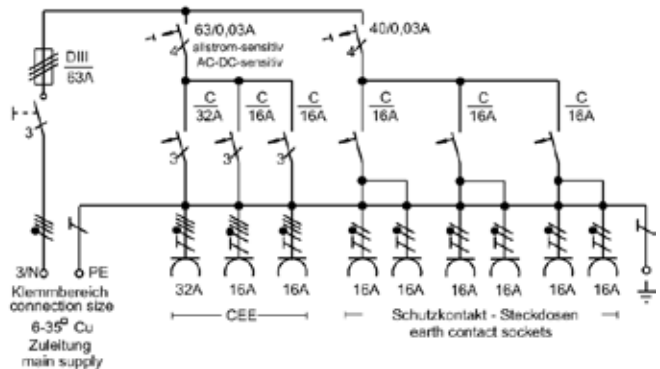 63/0,03A
allstrom-sensitiv
AC-DC-sensitiv
40/0,03A
4
4
DIII
63A
3
C
32A
C
16A
C
16A
C
16A
C
16A
C
16A
3
3
3
3/N
PE
32A
16A
16A
16A
16A
16A
16A
16A
16A
Klemmbereich
connection size
6-35□ Cu
Zuleitung
main supply
CEE
Schutzkontakt - Steckdosen
earth contact sockets